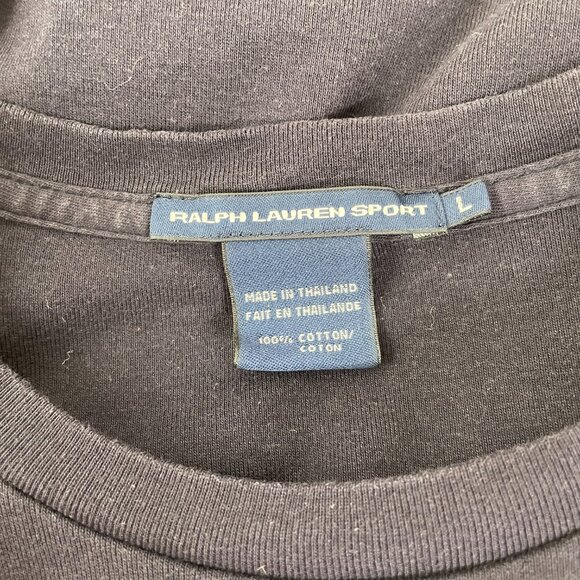 RALPH LAUREN SPORT L
MADE IN THAILAND
FAIT EN THAILANDE
100% COTTON/
COTON